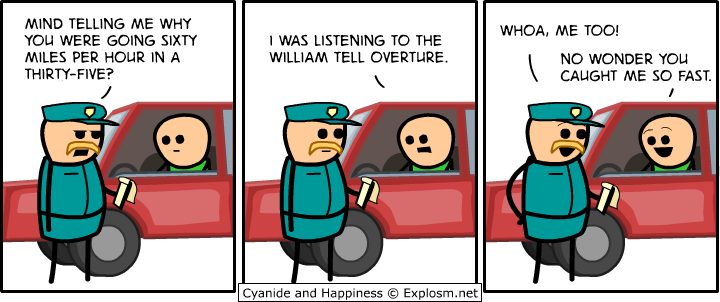 MIND TELLING ME WHY
YOU WERE GOING SIXTY
MILES PER HOUR IN A
THIRTY-FIVE?
I WAS LISTENING TO THE
WILLIAM TELL OVERTURE.
WHOA, ME TOO!
NO WONDER YOU
CAUGHT ME SO FAST.
Cyanide and Happiness © Explosm.net